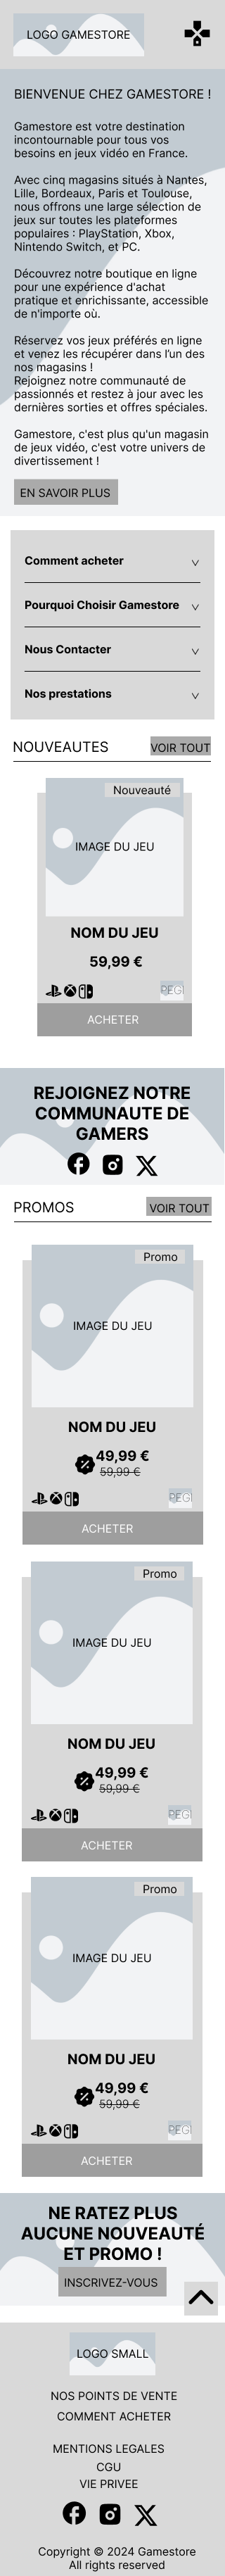 LOGO GAMESTORE
BIENVENUE CHEZ GAMESTORE !
Gamestore est votre destination
incontournable pour tous vos
besoins en jeux vidéo en France.
Avec cinq magasins situés à Nantes,
Lille, Bordeaux, Paris et Toulouse,
nous offrons une large sélection de
jeux sur toutes les plateformes
populaires : PlayStation, Xbox,
Nintendo Switch, et PC.
Découvrez notre boutique en ligne
pour une expérience d'achat
pratique et enrichissante, accessible
de n'importe où.
Réservez vos jeux préférés en ligne
et venez les récupérer dans l'un des
nos magasins !
Rejoignez notre communauté de
passionnés et restez à jour avec les
dernières sorties et offres spéciales.
Gamestore, c'est plus qu'un magasin
de jeux vidéo, c'est votre univers de
divertissement !
EN SAVOIR PLUS
Comment acheter
Pourquoi Choisir Gamestore
Nous Contacter
Nos prestations
NOUVEAUTES VOIR TOUT
Nouveauté
IMAGE DU JEU
NOM DU JEU
59,99 €
PEGI
ACHETER
REJOIGNEZ NOTRE
COMMUNAUTE DE
GAMERS
PROMOS VOIR TOUT
Promo
IMAGE DU JEU
NOM DU JEU
49,99 €
59,99 €
PEGI
ACHETER
Promo
IMAGE DU JEU
NOM DU JEU
49,99 €
59,99 €
PEGI
ACHETER
Promo
IMAGE DU JEU
NOM DU JEU
49,99 €
59,99 €
PEGI
ACHETER
NE RATEZ PLUS
AUCUNE NOUVEAUTÉ
ET PROMO !
INSCRIVEZ-VOUS
LOGO SMALL
NOS POINTS DE VENTE
COMMENT ACHETER
MENTIONS LEGALES
CGU
VIE PRIVEE
Copyright © 2024 Gamestore
All rights reserved